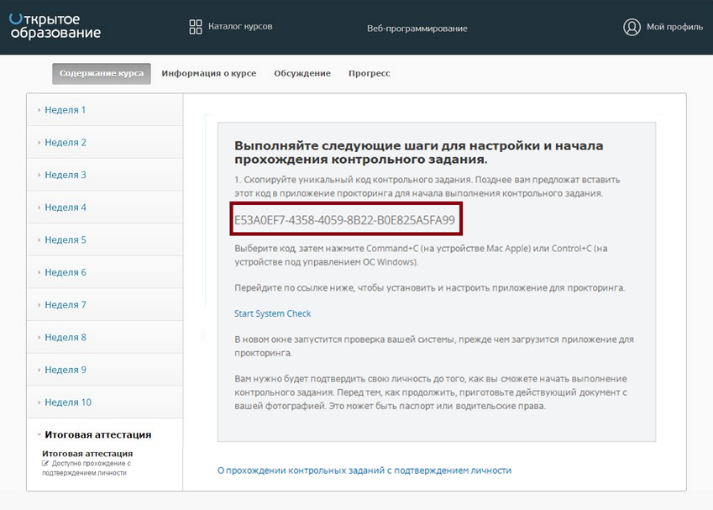 Открытое
образование
Каталог курсов
Веб-программирование
Мой профиль
Содержание курса
Информация о курсе
Обсуждение
Прогресс
Неделя 1
Неделя 2
Неделя 3
Неделя 4
Неделя 5
Неделя 6
Неделя 7
Неделя 8
Неделя 9
Неделя 10
Итоговая аттестация
Итоговая аттестация
Доступно прохождение с
подтверждением личности
Выполняйте следующие шаги для настройки и начала
прохождения контрольного задания.
1. Скопируйте уникальный код контрольного задания. Позднее вам предложат вставить
этот код в приложение прокторинга для начала выполнения контрольного задания.
E53A0EF7-4358-4059-8B22-B0E825A5FA99
Выберите код, затем нажмите Command+C (на устройстве Mac Apple) или Control+C (на
устройстве под управлением ОС Windows).
Перейдите по ссылке ниже, чтобы установить и настроить приложение для прокторинга.
Start System Check
В новом окне запустится проверка вашей системы, прежде чем загрузится приложение для
прокторинга.
Вам нужно будет подтвердить свою личность до того, как вы сможете начать выполнение
контрольного задания. Перед тем, как продолжить, приготовьте действующий документ с
вашей фотографией. Это может быть паспорт или водительские права.
О прохождении контрольных заданий с подтверждением личности